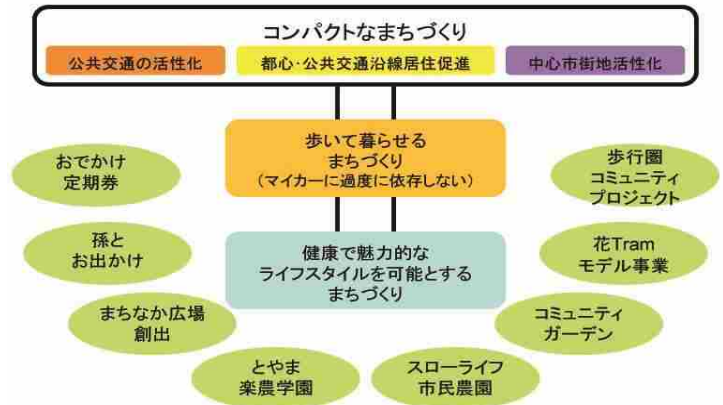 コンパクトなまちづくり
公共交通の活性化
都心・公共交通沿線居住促進
中心市街地活性化
歩いて暮らせる
まちづくり
(マイカーに過度に依存しない)
健康で魅力的な
ライフスタイルを可能とする
まちづくり
おでかけ
定期券
孫と
お出かけ
まちなか広場
創出
とやま
楽農学園
スローライフ
市民農園
コミュニティ
ガーデン
花Tram
モデル事業
歩行圏
コミュニティ
プロジェクト